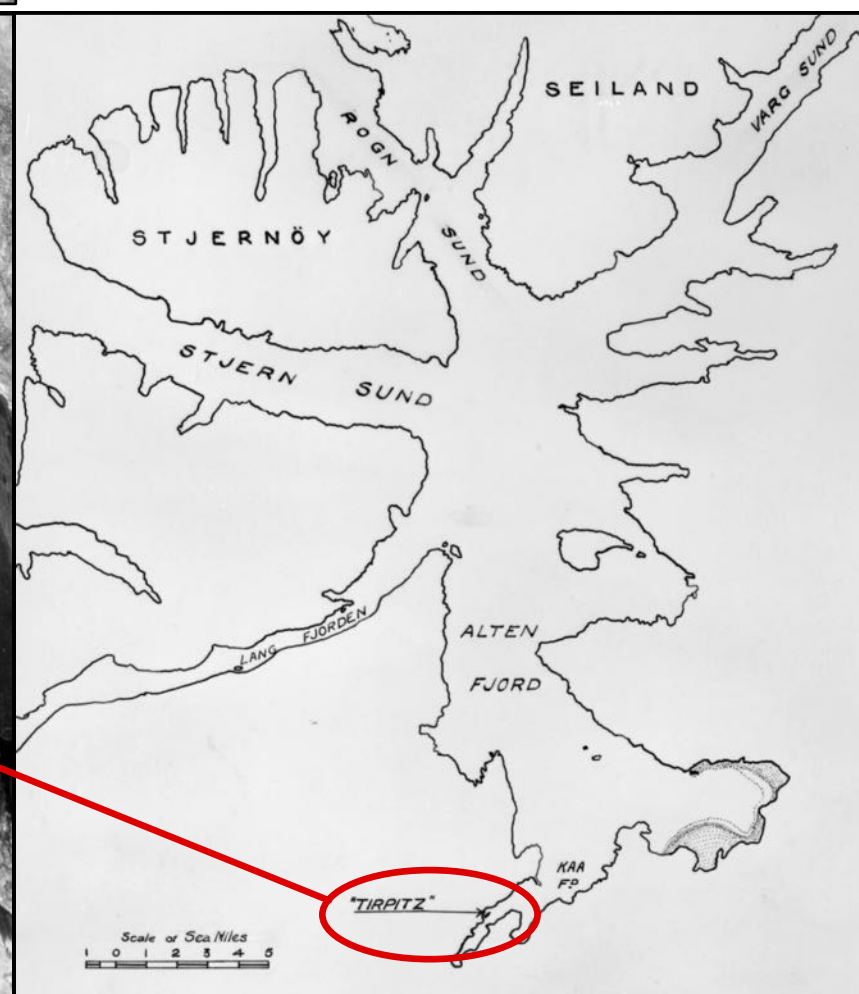 SEILAND
VARG SUND
ROGN
SUND
STJERNÖY
STJERN SUND
LANG FJORDEN
ALTEN
FJORD
KAA
FD
"TIRPITZ"
Scale of Sea Miles
1 0 1 2 3 4 5